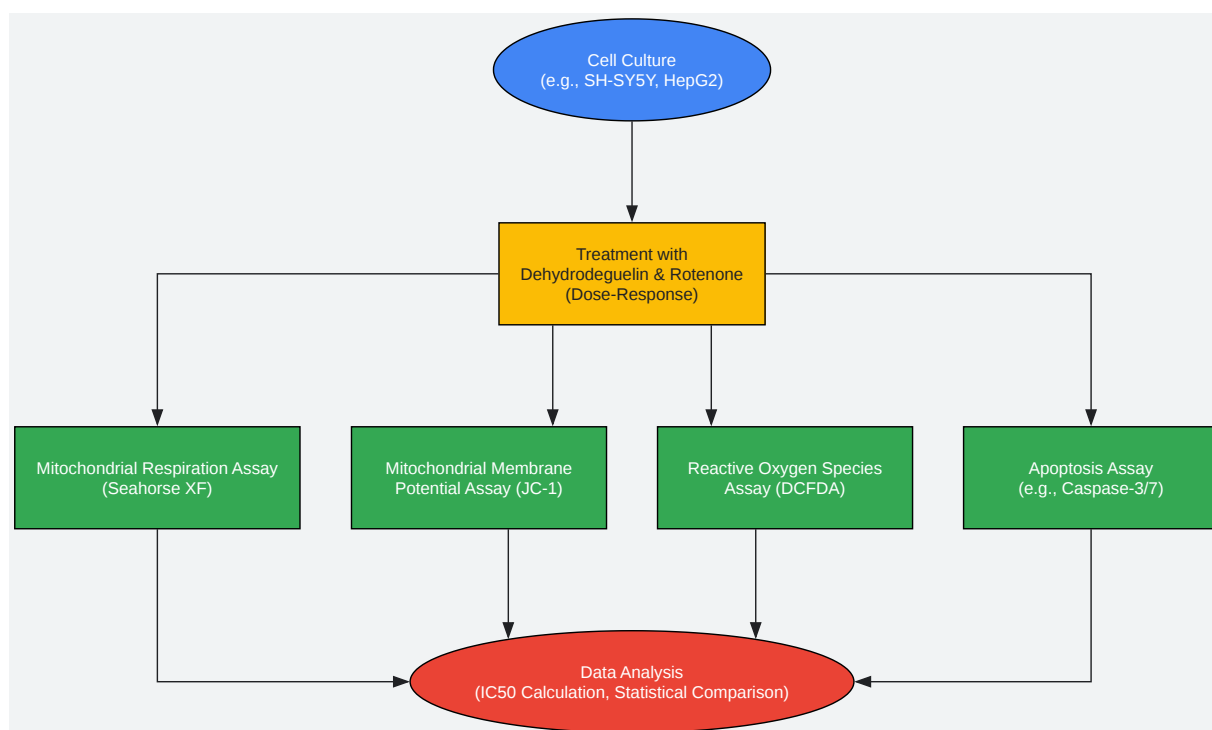 Cell Culture
(e.g., SH-SY5Y, HepG2)
Treatment with
Dehydrodeguelin & Rotenone
(Dose-Response)
Mitochondrial Respiration Assay
(Seahorse XF)
Mitochondrial Membrane
Potential Assay (JC-1)
Reactive Oxygen Species
Assay (DCFDA)
Apoptosis Assay
(e.g., Caspase-3/7)
Data Analysis
(IC50 Calculation, Statistical Comparison)